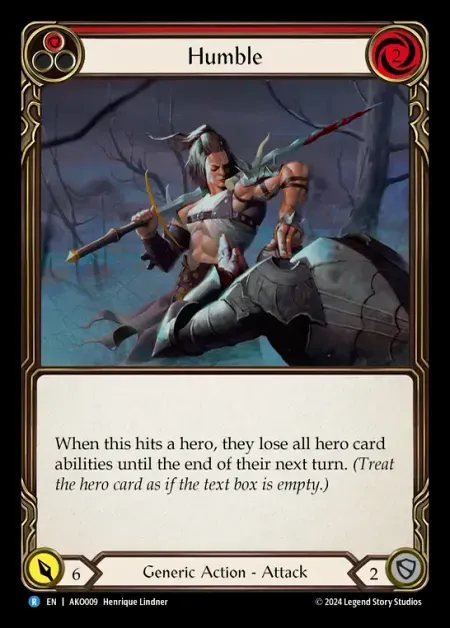 Humble
2
When this hits a hero, they lose all hero card
abilities until the end of their next turn. (Treat
the hero card as if the text box is empty.)
6
Generic Action - Attack
2
R EN | AKO009 Henrique Lindner
© 2024 Legend Story Studios